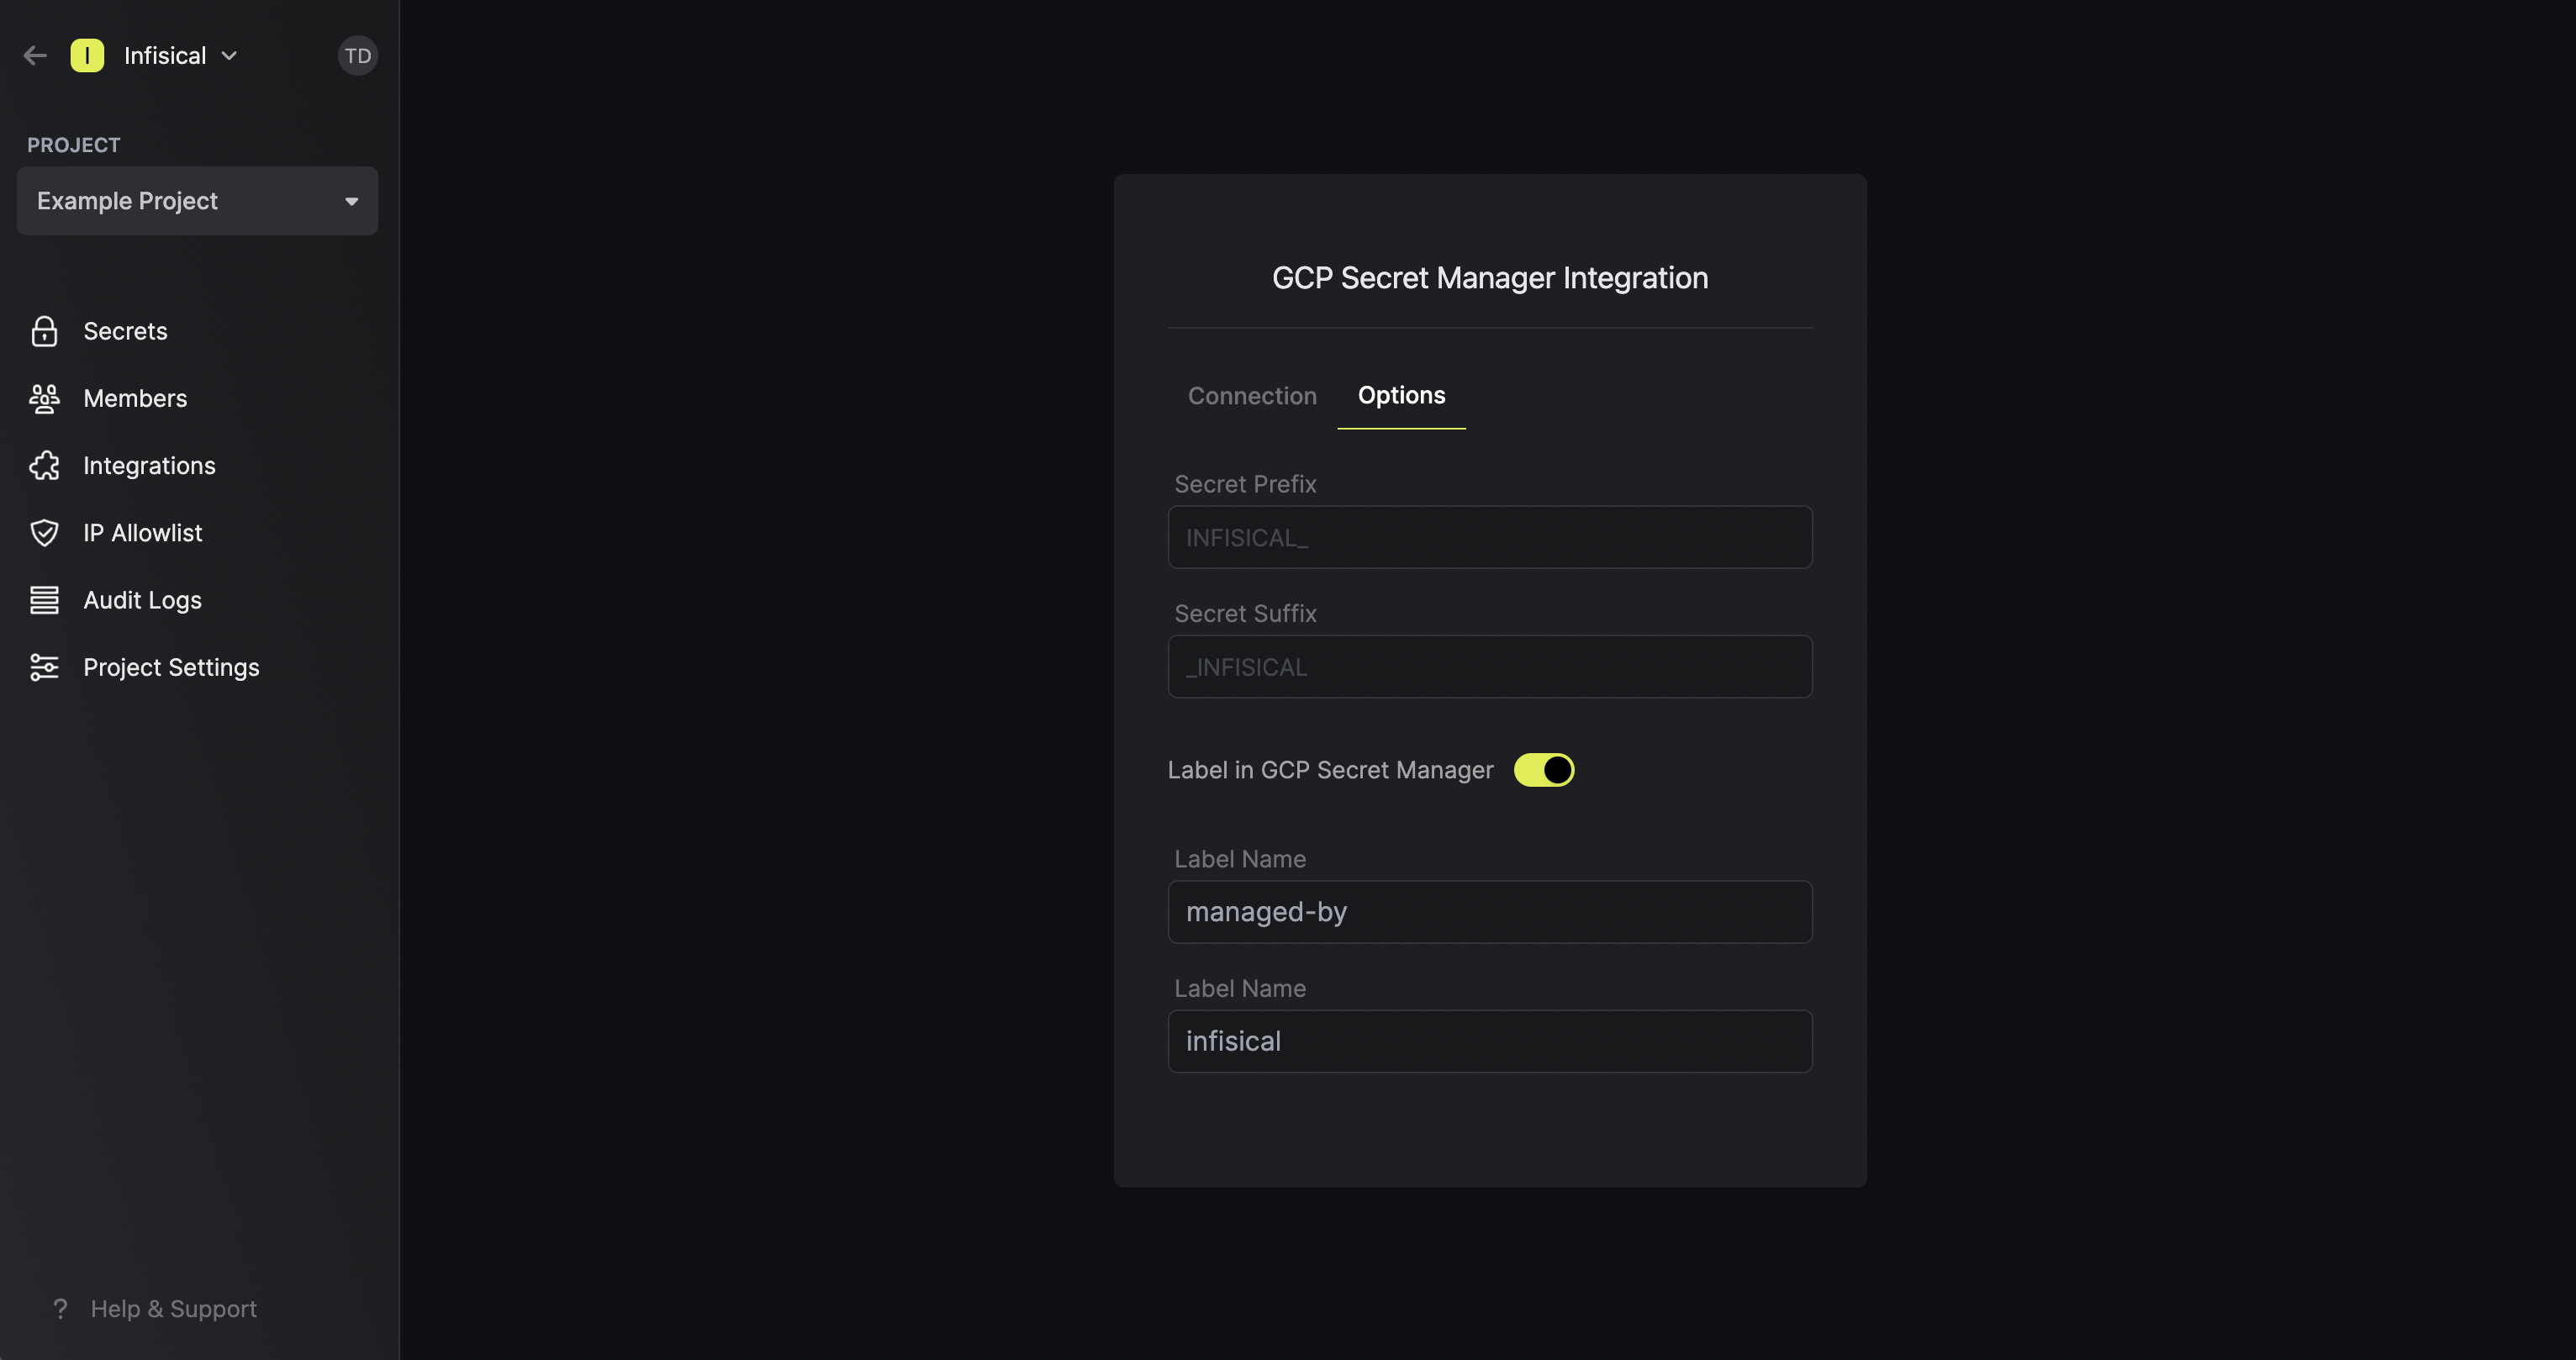 I
Infisical
TD
PROJECT
Example Project
Secrets
Members
Integrations
IP Allowlist
Audit Logs
Project Settings
? Help & Support
GCP Secret Manager Integration
Connection Options
Secret Prefix
INFISICAL_
Secret Suffix
_INFISICAL
Label in GCP Secret Manager
Label Name
managed-by
Label Name
infisical